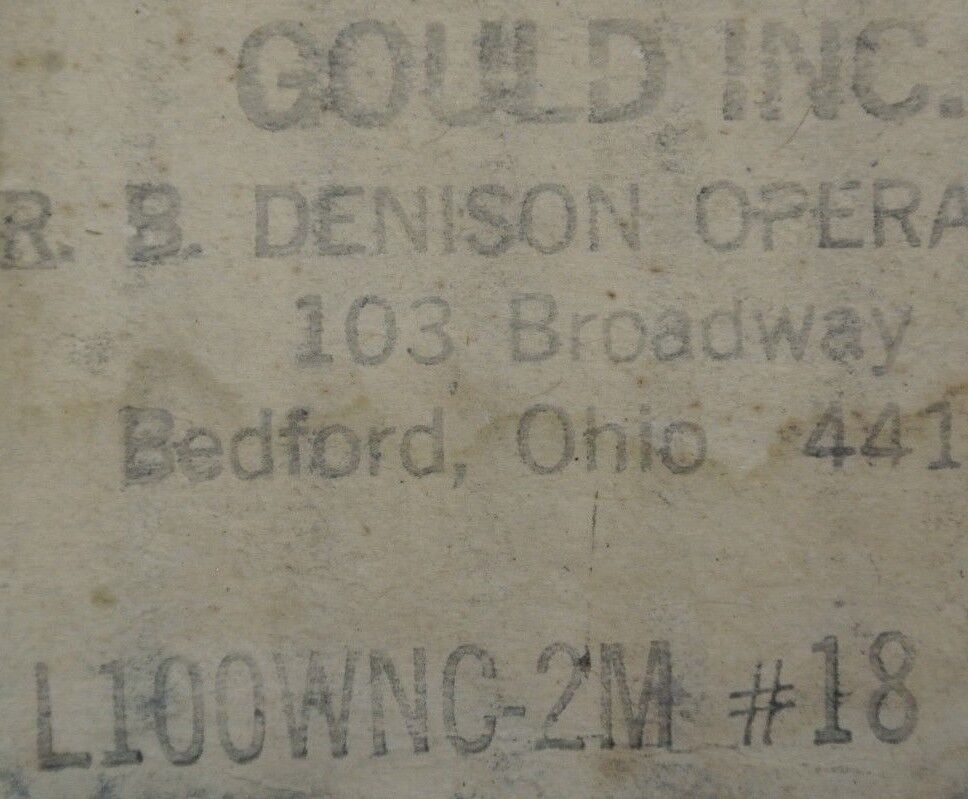 GOULD INC.
R. B. DENISON OPERA
103 Broadway
Bedford, Ohio 441
L100WNC-2M #18